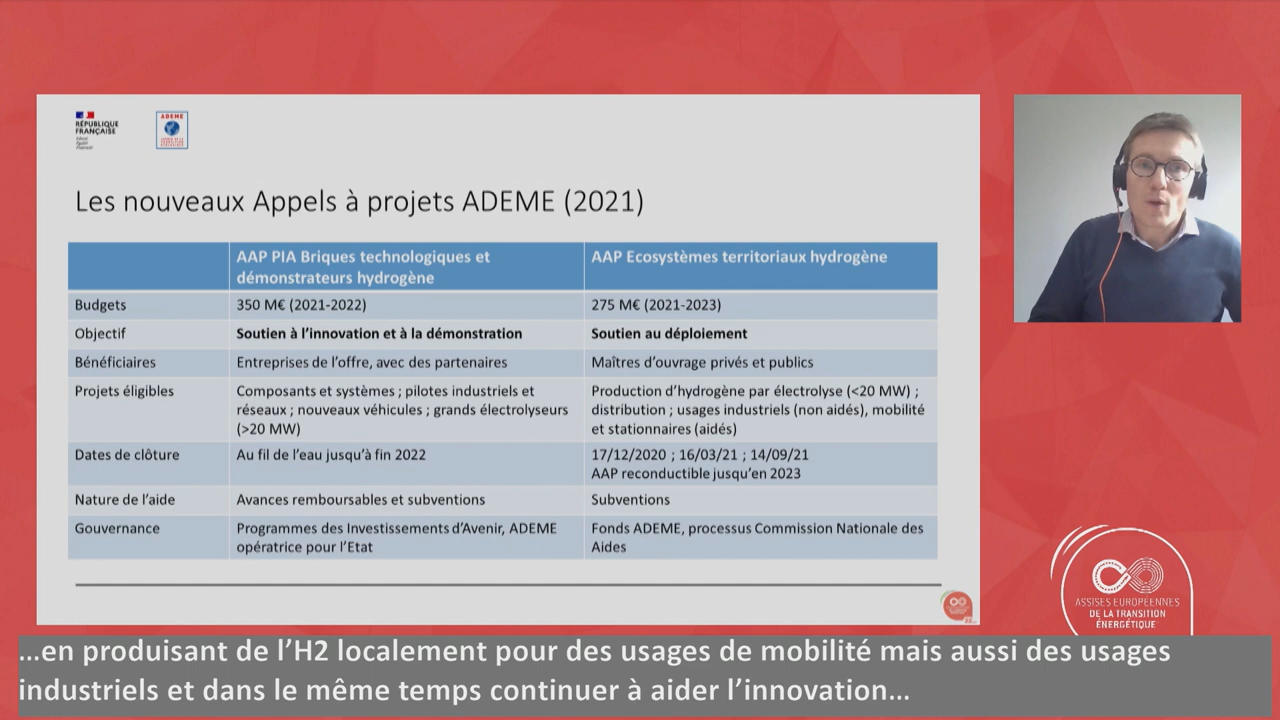 RÉPUBLIQUE
FRANÇAISE
ADEME
Les nouveaux Appels à projets ADEME (2021)
AAP PIA Briques technologiques et
démonstrateurs hydrogène
AAP Ecosystèmes territoriaux hydrogène
Budgets
350 M€ (2021-2022)
275 M€ (2021-2023)
Objectif
Soutien à l'innovation et à la démonstration
Soutien au déploiement
Bénéficiaires
Entreprises de l'offre, avec des partenaires
Maîtres d'ouvrage privés et publics
Projets éligibles
Composants et systèmes ; pilotes industriels et
réseaux ; nouveaux véhicules ; grands électrolyseurs
(>20 MW)
Production d'hydrogène par électrolyse (<20 MW) ;
distribution ; usages industriels (non aidés), mobilité
et stationnaires (aidés)
Dates de clôture
Au fil de l'eau jusqu'à fin 2022
17/12/2020 ; 16/03/21 ; 14/09/21
AAP reconductible jusqu'en 2023
Nature de l'aide
Avances remboursables et subventions
Subventions
Gouvernance
Programmes des Investissements d'Avenir, ADEME
opératrice pour l'Etat
Fonds ADEME, processus Commission Nationale des
Aides
ASSISES EUROPÉENNES
DE LA TRANSITION
ÉNERGÉTIQUE
...en produisant de l'H2 localement pour des usages de mobilité mais aussi des usages
industriels et dans le même temps continuer à aider l'innovation...